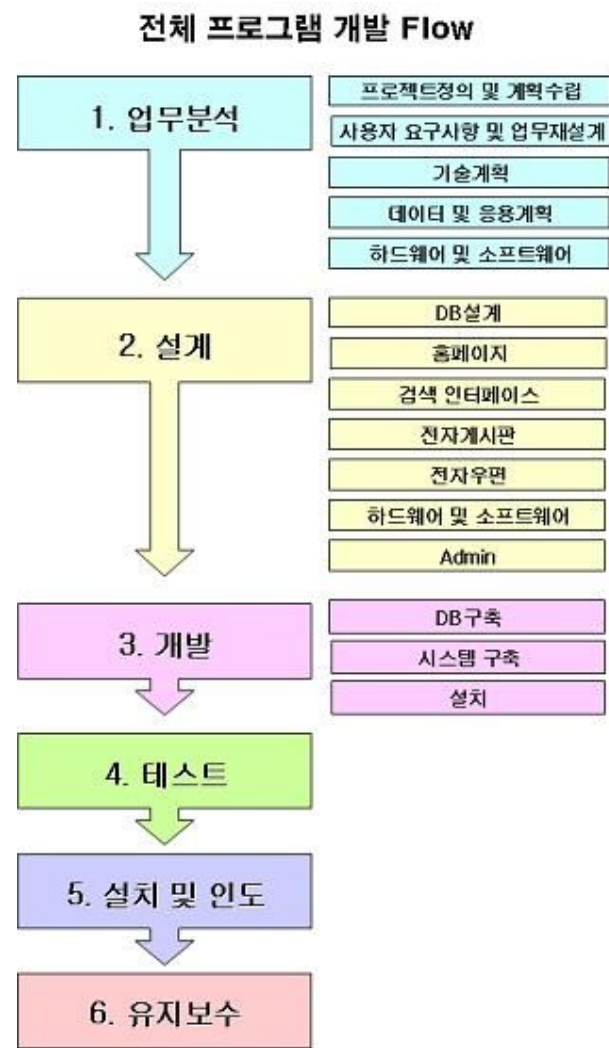 전체 프로그램 개발 Flow
1. 업무분석
프로젝트정의 및 계획수립
사용자 요구사항 및 업무재설계
기술계획
데이터 및 응용계획
하드웨어 및 소프트웨어
2. 설계
DB설계
홈페이지
검색 인터페이스
전자게시판
전자우편
하드웨어 및 소프트웨어
Admin
3. 개발
DB구축
시스템 구축
설치
4. 테스트
5. 설치 및 인도
6. 유지보수